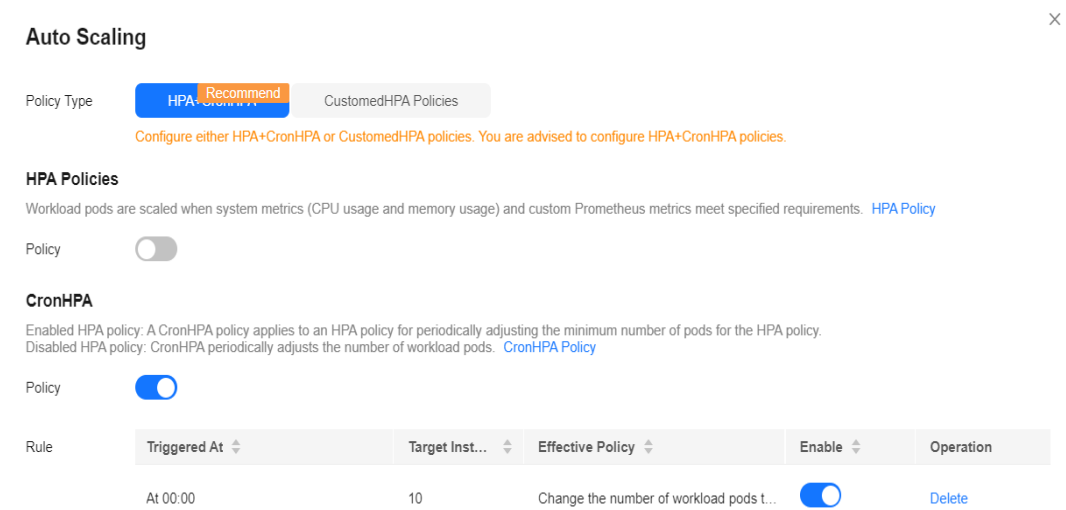 Auto Scaling
Policy Type Recommend CustomedHPA Policies
Configure either HPA+CronHPA or CustomedHPA policies. You are advised to configure HPA+CronHPA policies.
HPA Policies
Workload pods are scaled when system metrics (CPU usage and memory usage) and custom Prometheus metrics meet specified requirements. HPA Policy
Policy
CronHPA
Enabled HPA policy: A CronHPA policy applies to an HPA policy for periodically adjusting the minimum number of pods for the HPA policy.
Disabled HPA policy: CronHPA periodically adjusts the number of workload pods. CronHPA Policy
Policy
Rule Triggered At Target Inst... Effective Policy Enable Operation
At 00:00 10 Change the number of workload pods t... Delete